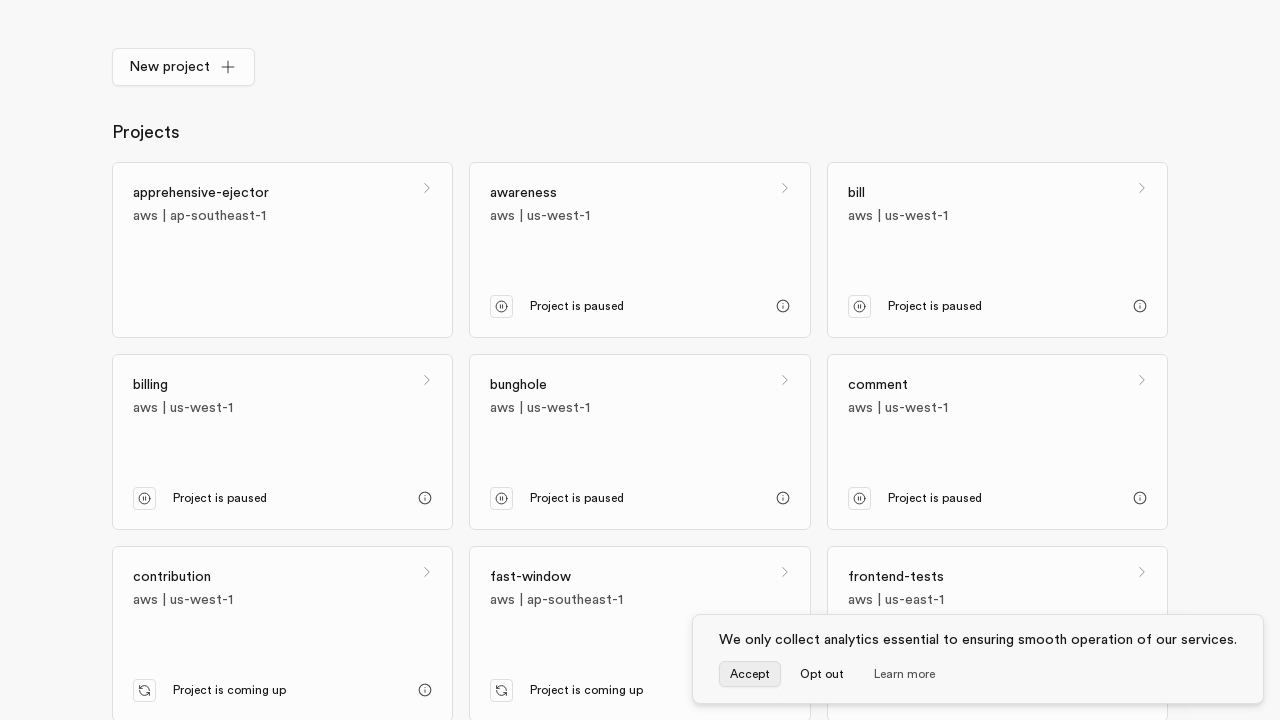 New project
Projects
apprehensive-ejector
aws | ap-southeast-1
awareness
aws | us-west-1
Project is paused
bill
aws | us-west-1
Project is paused
billing
aws | us-west-1
Project is paused
bunghole
aws | us-west-1
Project is paused
comment
aws | us-west-1
Project is paused
contribution
aws | us-west-1
Project is coming up
fast-window
aws | ap-southeast-1
Project is coming up
frontend-tests
aws | us-east-1
We only collect analytics essential to ensuring smooth operation of our services.
Accept
Opt out
Learn more